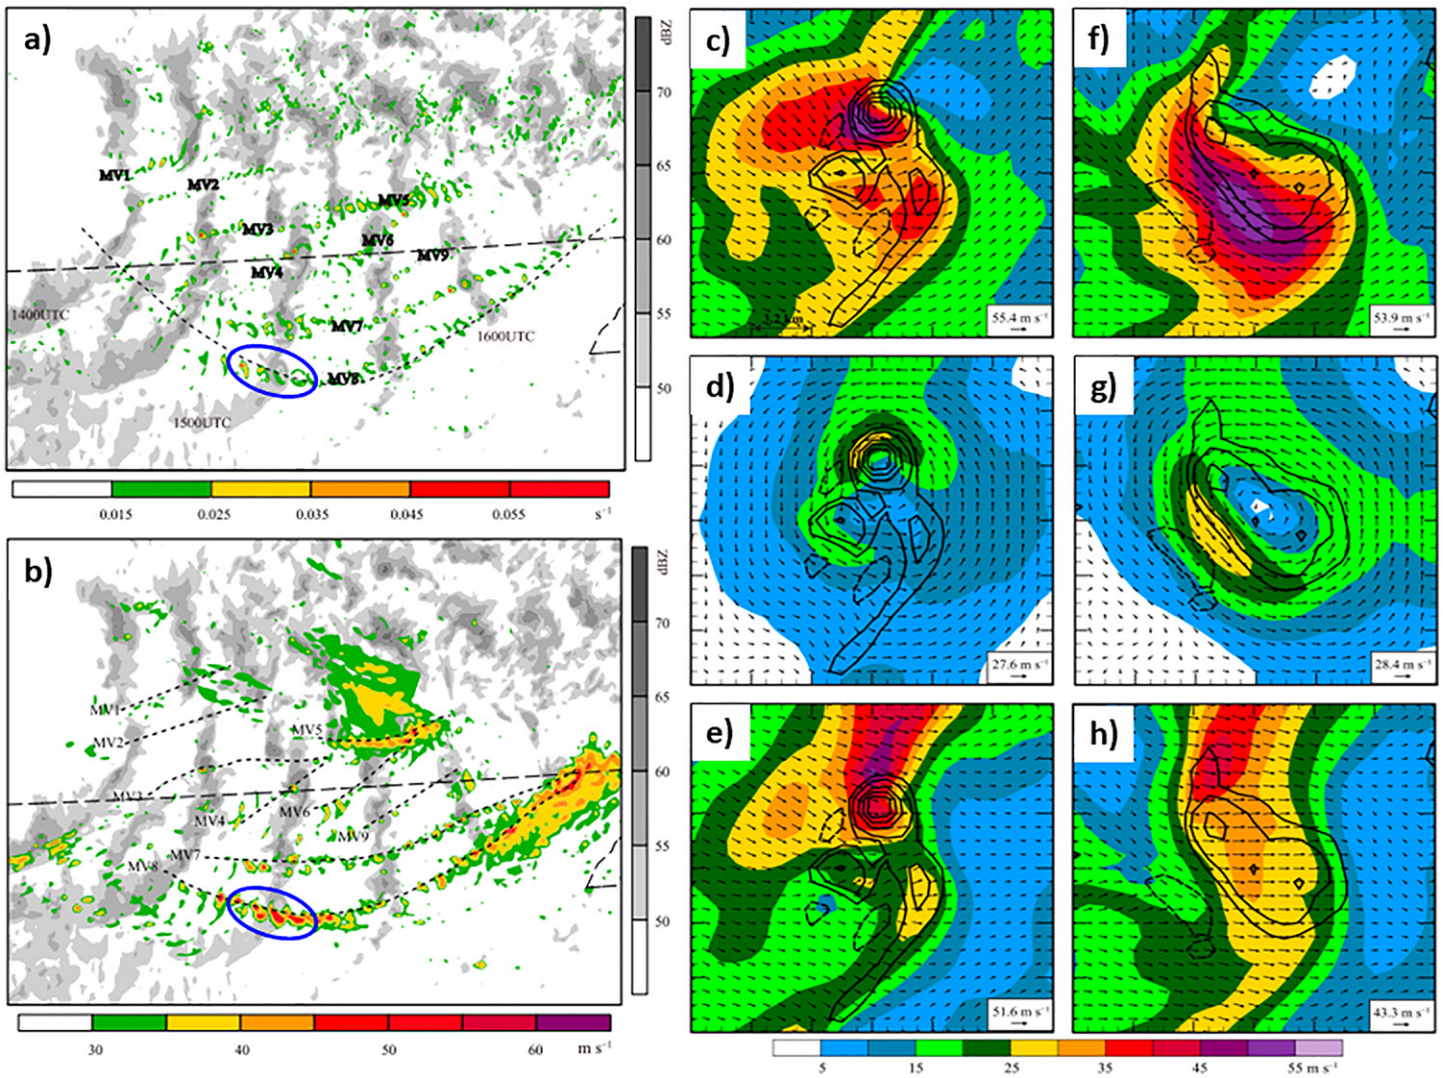 a)
dBZ
70
65
60
55
50
MV1
MV2
MV5
MV3
MV6
MV9
MV4
1400UTC
MV7
1600UTC
MV8
1500UTC
0.015
0.025
0.035
0.045
0.055
s⁻¹
b)
dBZ
70
65
60
55
50
MV1
MV2
MV5
MV3
MV4
MV6
MV9
MV7
MV8
30
40
50
60
m s⁻¹
c)
3.2 km
55.4 m s⁻¹
d)
27.6 m s⁻¹
e)
51.6 m s⁻¹
f)
53.9 m s⁻¹
g)
28.4 m s⁻¹
h)
43.3 m s⁻¹
5
15
25
35
45
55 m s⁻¹